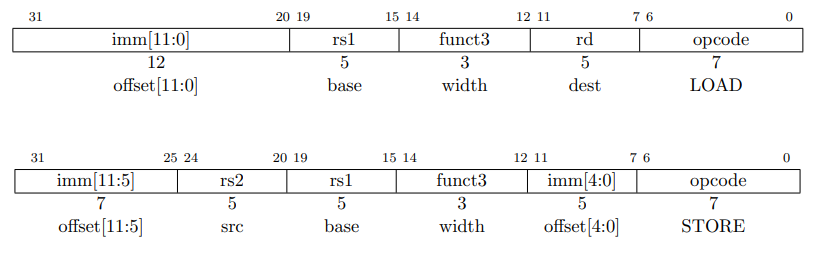 31 20 19 15 14 12 11 7 6 0
imm[11:0] rs1 funct3 rd opcode
12 5 3 5 7
offset[11:0] base width dest LOAD
31 25 24 20 19 15 14 12 11 7 6 0
imm[11:5] rs2 rs1 funct3 imm[4:0] opcode
7 5 5 3 5 7
offset[11:5] src base width offset[4:0] STORE